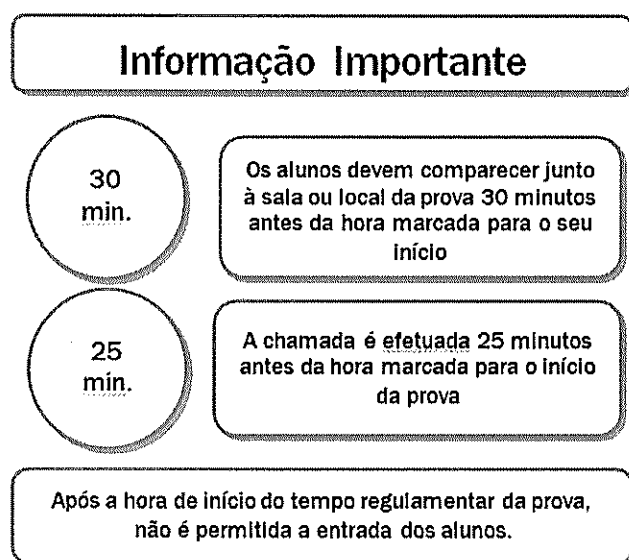 Informação Importante
30
min.
Os alunos devem comparecer junto
à sala ou local da prova 30 minutos
antes da hora marcada para o seu
início
25
min.
A chamada é efetuada 25 minutos
antes da hora marcada para o início
da prova
Após a hora de início do tempo regulamentar da prova,
não é permitida a entrada dos alunos.